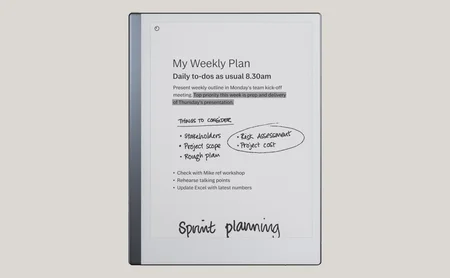 My Weekly Plan
Daily to-dos as usual 8.30am
Present weekly outline in Monday's team kick-off
meeting. Top priority this week is prep and delivery
of Thursday's presentation.
THINGS TO CONSIDER
• Stakeholders
• Project scope
• Rough plan
• Risk Assessment
• Project cost
• Check with Mike ref workshop
• Rehearse talking points
• Update Excel with latest numbers
Sprint planning